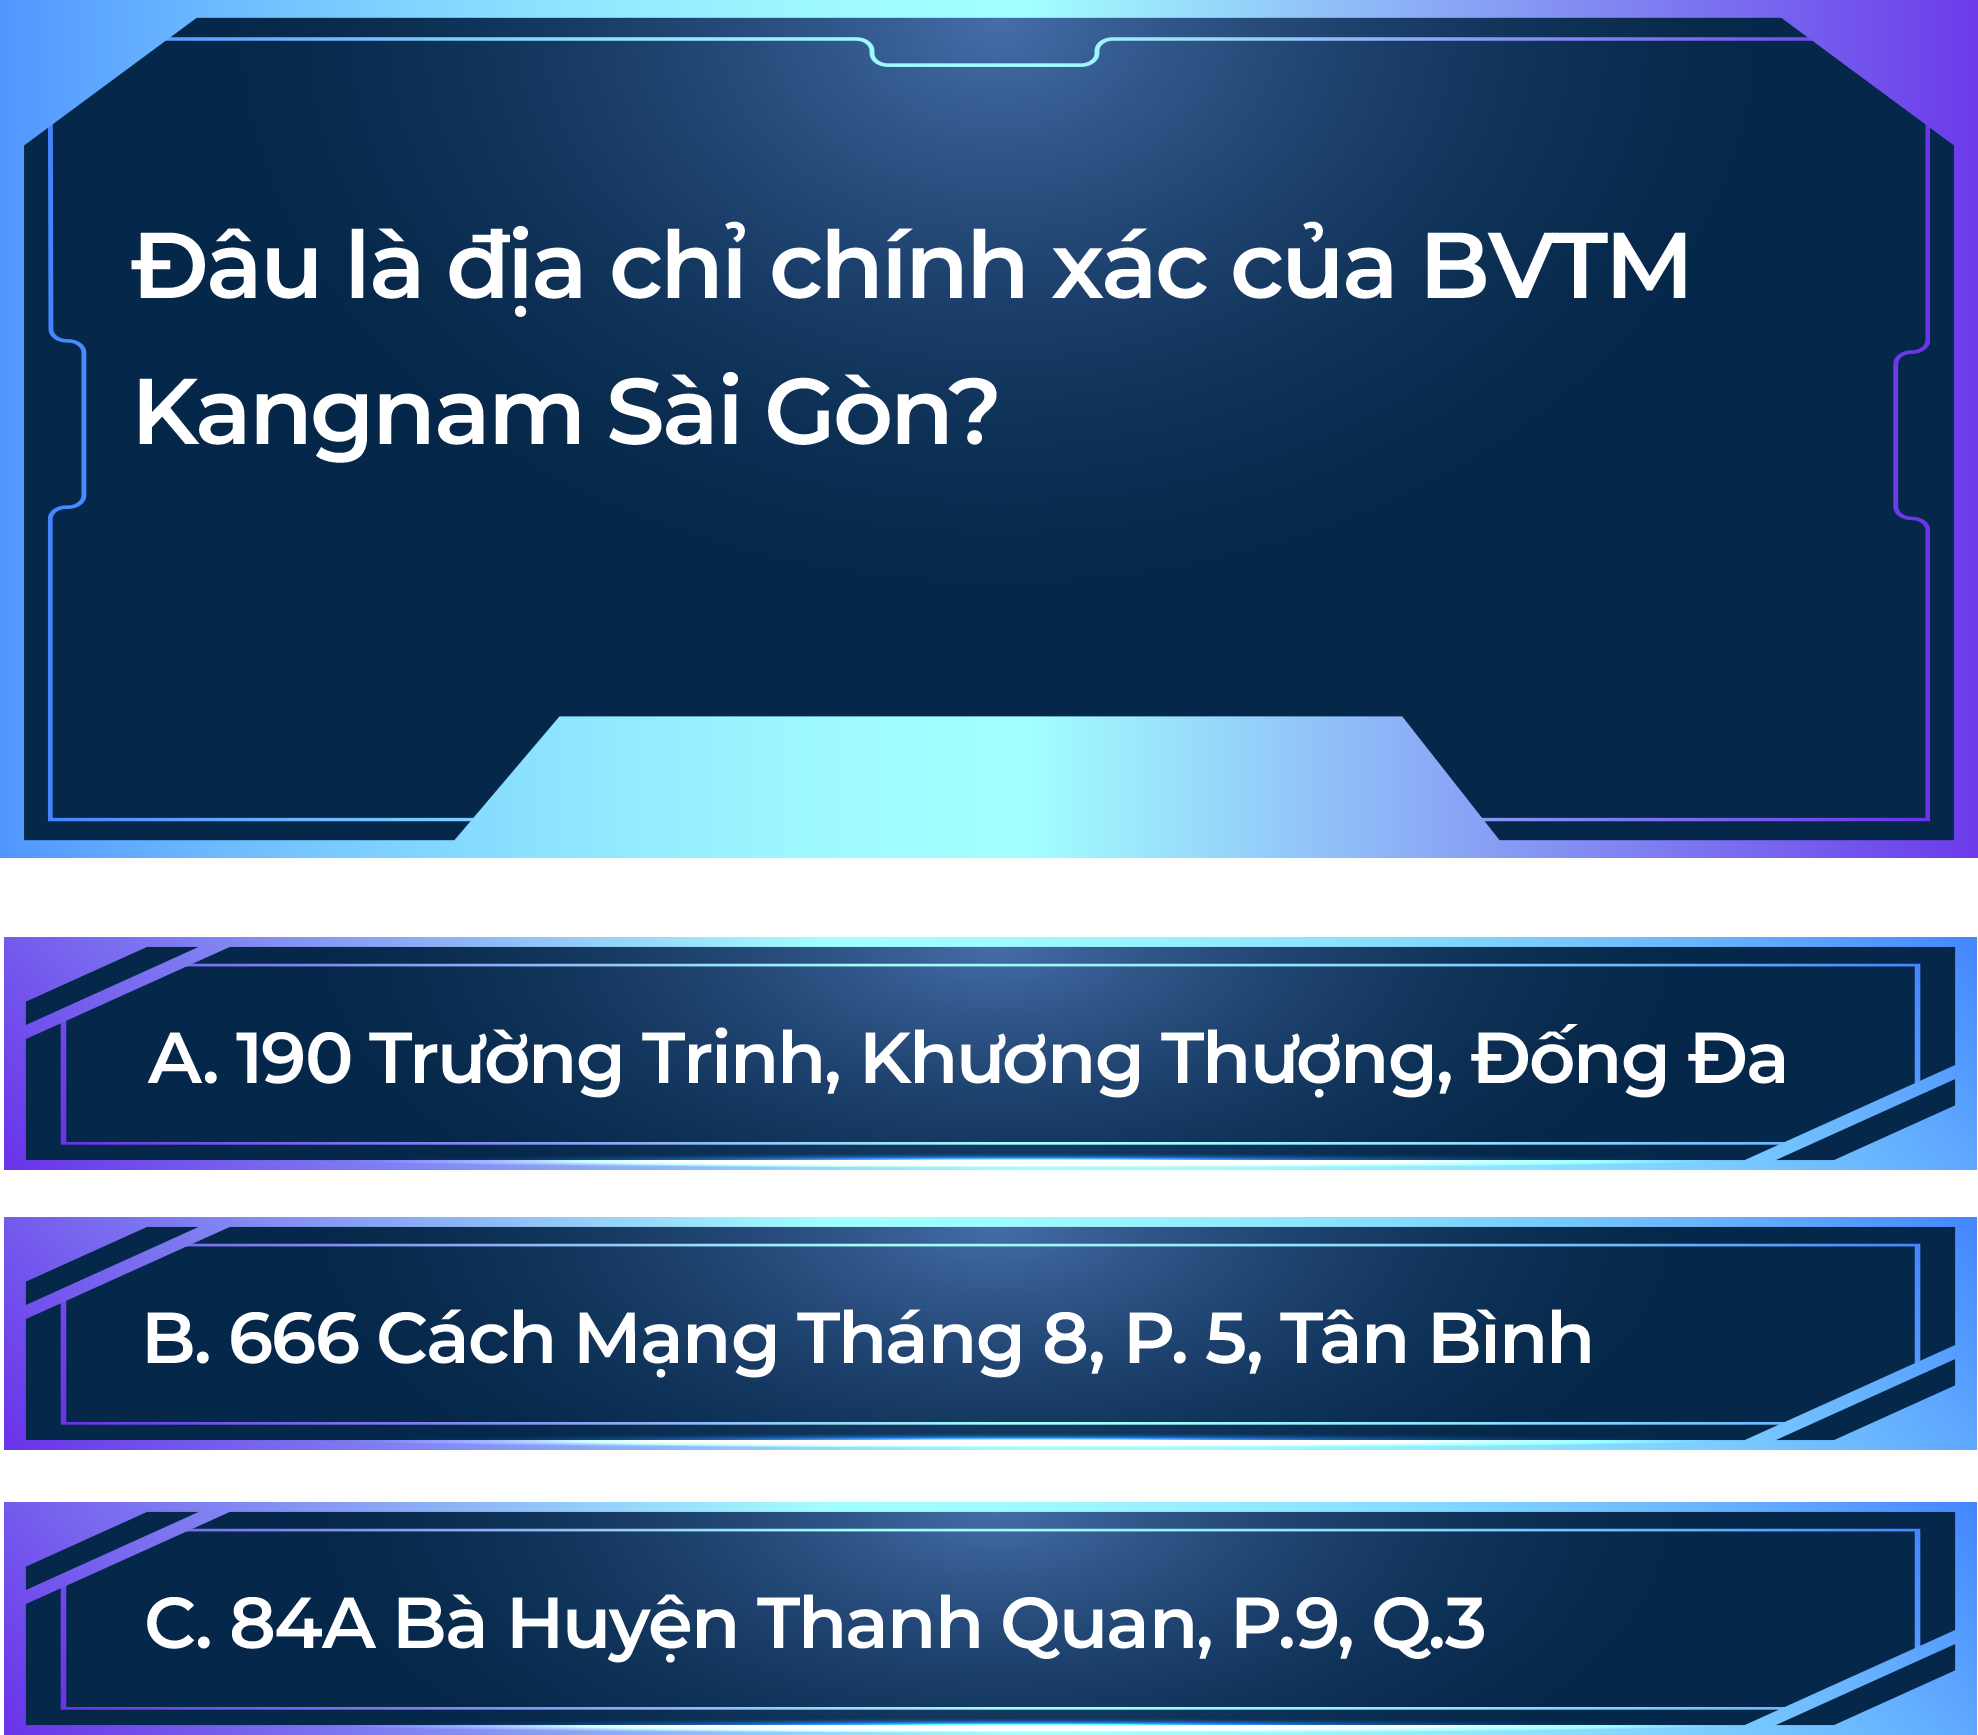 Đâu là địa chỉ chính xác của BVTM
Kangnam Sài Gòn?
A. 190 Trường Trinh, Khương Thượng, Đống Đa
B. 666 Cách Mạng Tháng 8, P. 5, Tân Bình
C. 84A Bà Huyện Thanh Quan, P.9, Q.3